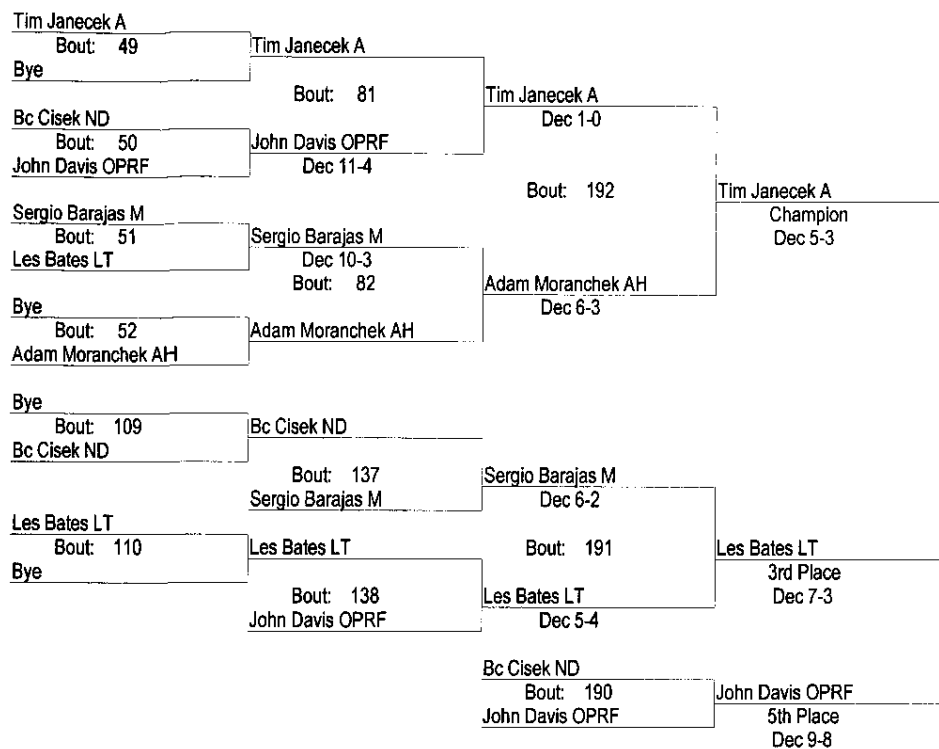 Tim Janecek A
Bout: 49
Bye
Tim Janecek A
Bout: 81
Bc Cisek ND
Bout: 50
John Davis OPRF
John Davis OPRF
Dec 11-4
Tim Janecek A
Dec 1-0
Sergio Barajas M
Bout: 51
Les Bates LT
Sergio Barajas M
Dec 10-3
Bout: 82
Bye
Bout: 52
Adam Moranchek AH
Adam Moranchek AH
Adam Moranchek AH
Dec 6-3
Bout: 192
Tim Janecek A
Champion
Dec 5-3
Bye
Bout: 109
Bc Cisek ND
Bc Cisek ND
Bout: 137
Sergio Barajas M
Sergio Barajas M
Dec 6-2
Les Bates LT
Bout: 110
Bye
Les Bates LT
Bout: 138
John Davis OPRF
Les Bates LT
Dec 5-4
Bout: 191
Les Bates LT
3rd Place
Dec 7-3
Bc Cisek ND
Bout: 190
John Davis OPRF
John Davis OPRF
5th Place
Dec 9-8